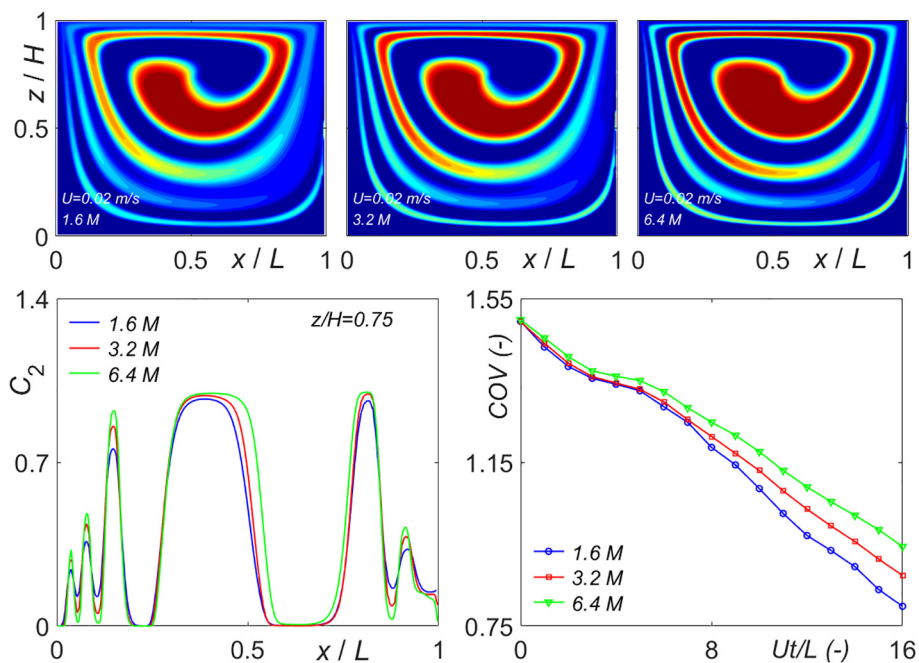 1
z / H
0.5
0
U=0.02 m/s
1.6 M
U=0.02 m/s
3.2 M
U=0.02 m/s
6.4 M
0 0.5 x / L 1
0 0.5 x / L 1
0 0.5 x / L 1
1.4
C2
0.7
0
1.6 M
3.2 M
6.4 M
z/H=0.75
0 0.5 x / L 1
1.55
COV (-)
1.15
0.75
1.6 M
3.2 M
6.4 M
0 8 Ut/L (-) 16